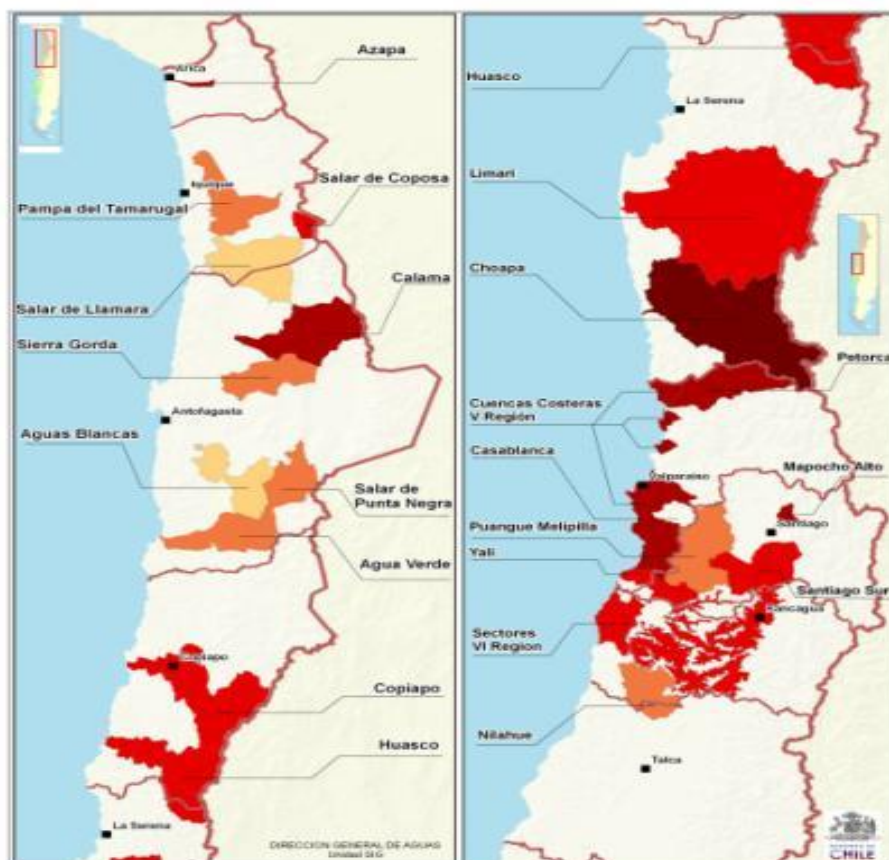 Azapa
Arica
Iquique
Salar de Coposa
Pampa del Tamarugal
Calama
Salar de Llamara
Sierra Gorda
Antofagasta
Aguas Blancas
Salar de
Punta Negra
Agua Verde
Copiapo
Copiapo
Huasco
La Serena
DIRECCION GENERAL DE AGUAS
Unidad SIG
Huasco
La Serena
Limari
Choapa
Petorca
Cuencas Costeras
V Región
Casablanca
Mapocho Alto
Valparaiso
Puangue Melipilla
Santiago
Yali
Santiago Sur
Rancagua
Sectores
VI Region
Nilahue
Talca
CHILE